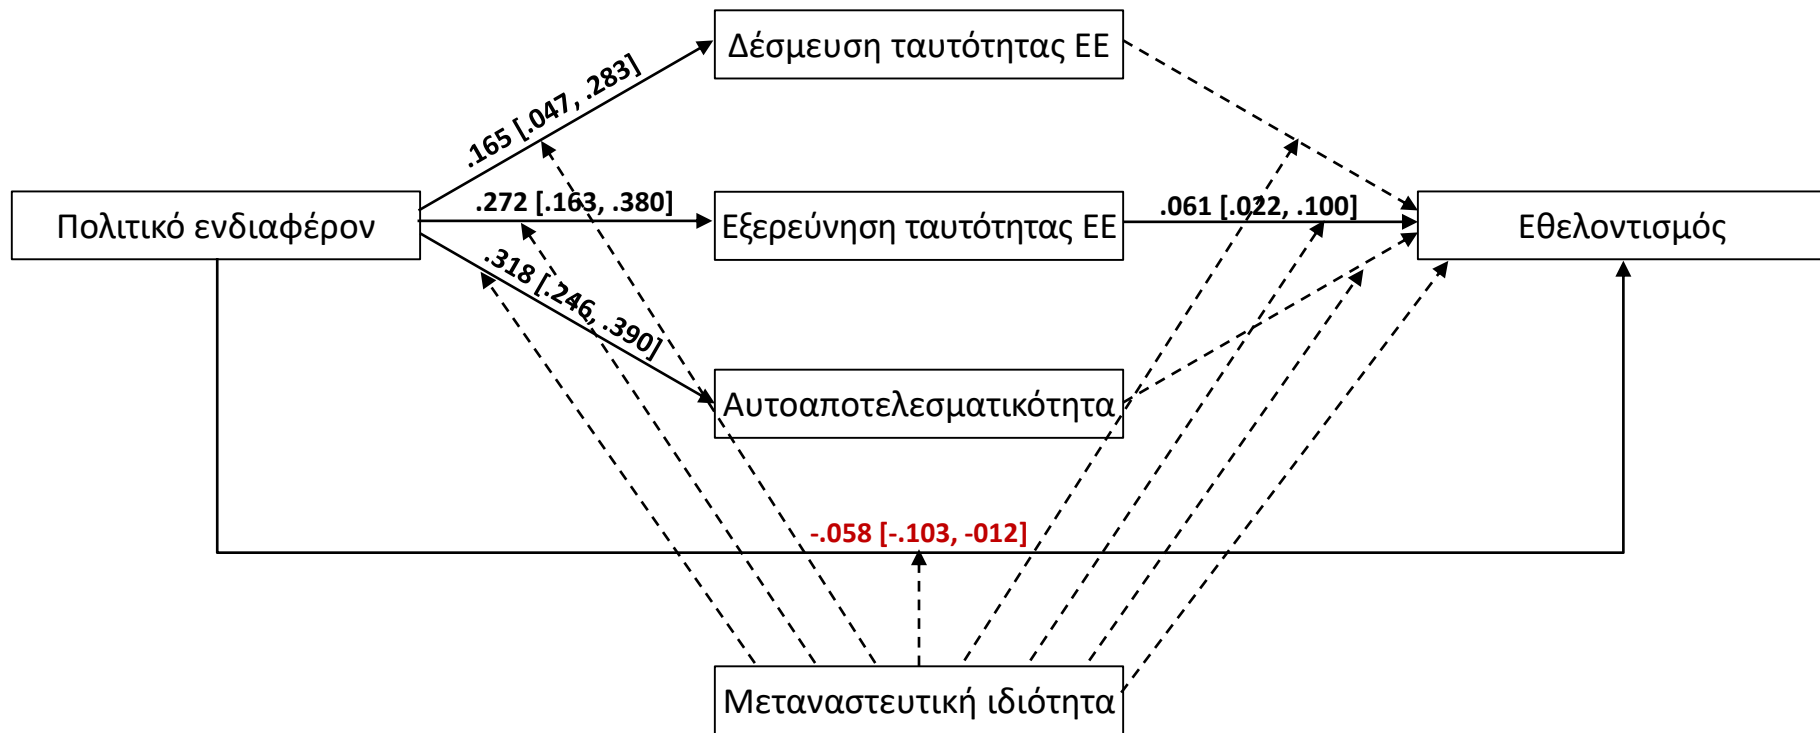 Δέσμευση ταυτότητας ΕΕ
.165 [.047, .283]
Πολιτικό ενδιαφέρον
.272 [.163, .380]
Εξερεύνηση ταυτότητας ΕΕ
.061 [.022, .100]
Εθελοντισμός
.318 [.246, .390]
Αυτοαποτελεσματικότητα
-.058 [-.103, -012]
Μεταναστευτική ιδιότητα